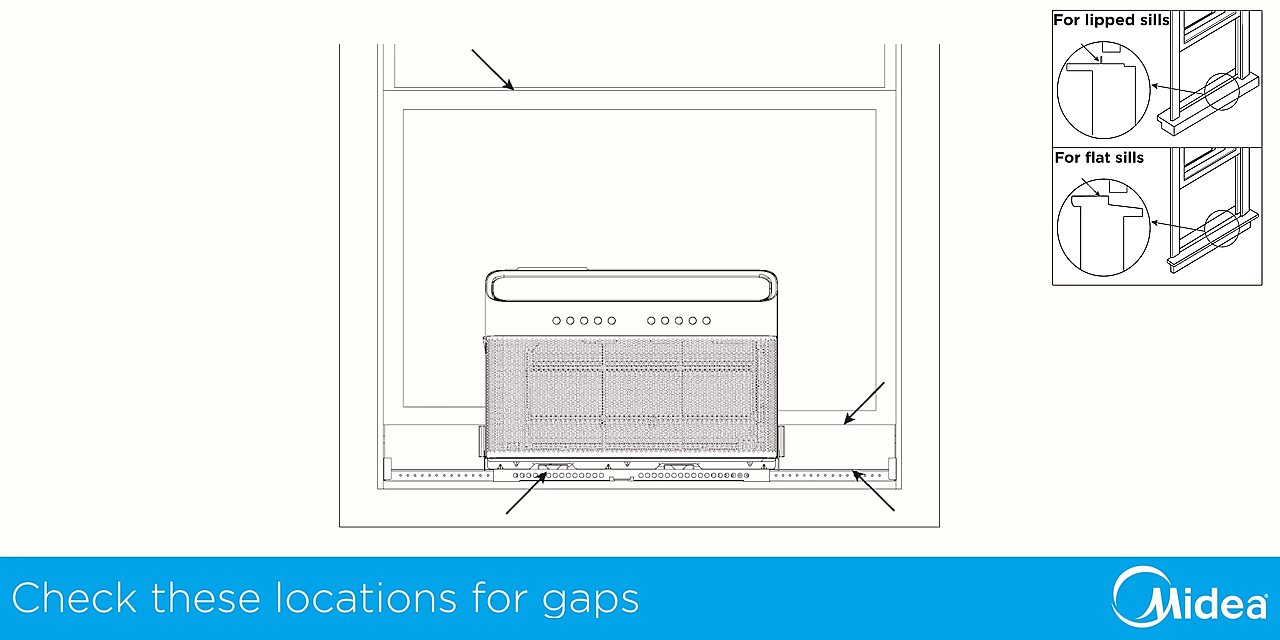 For lipped sills
For flat sills
Check these locations for gaps
Midea